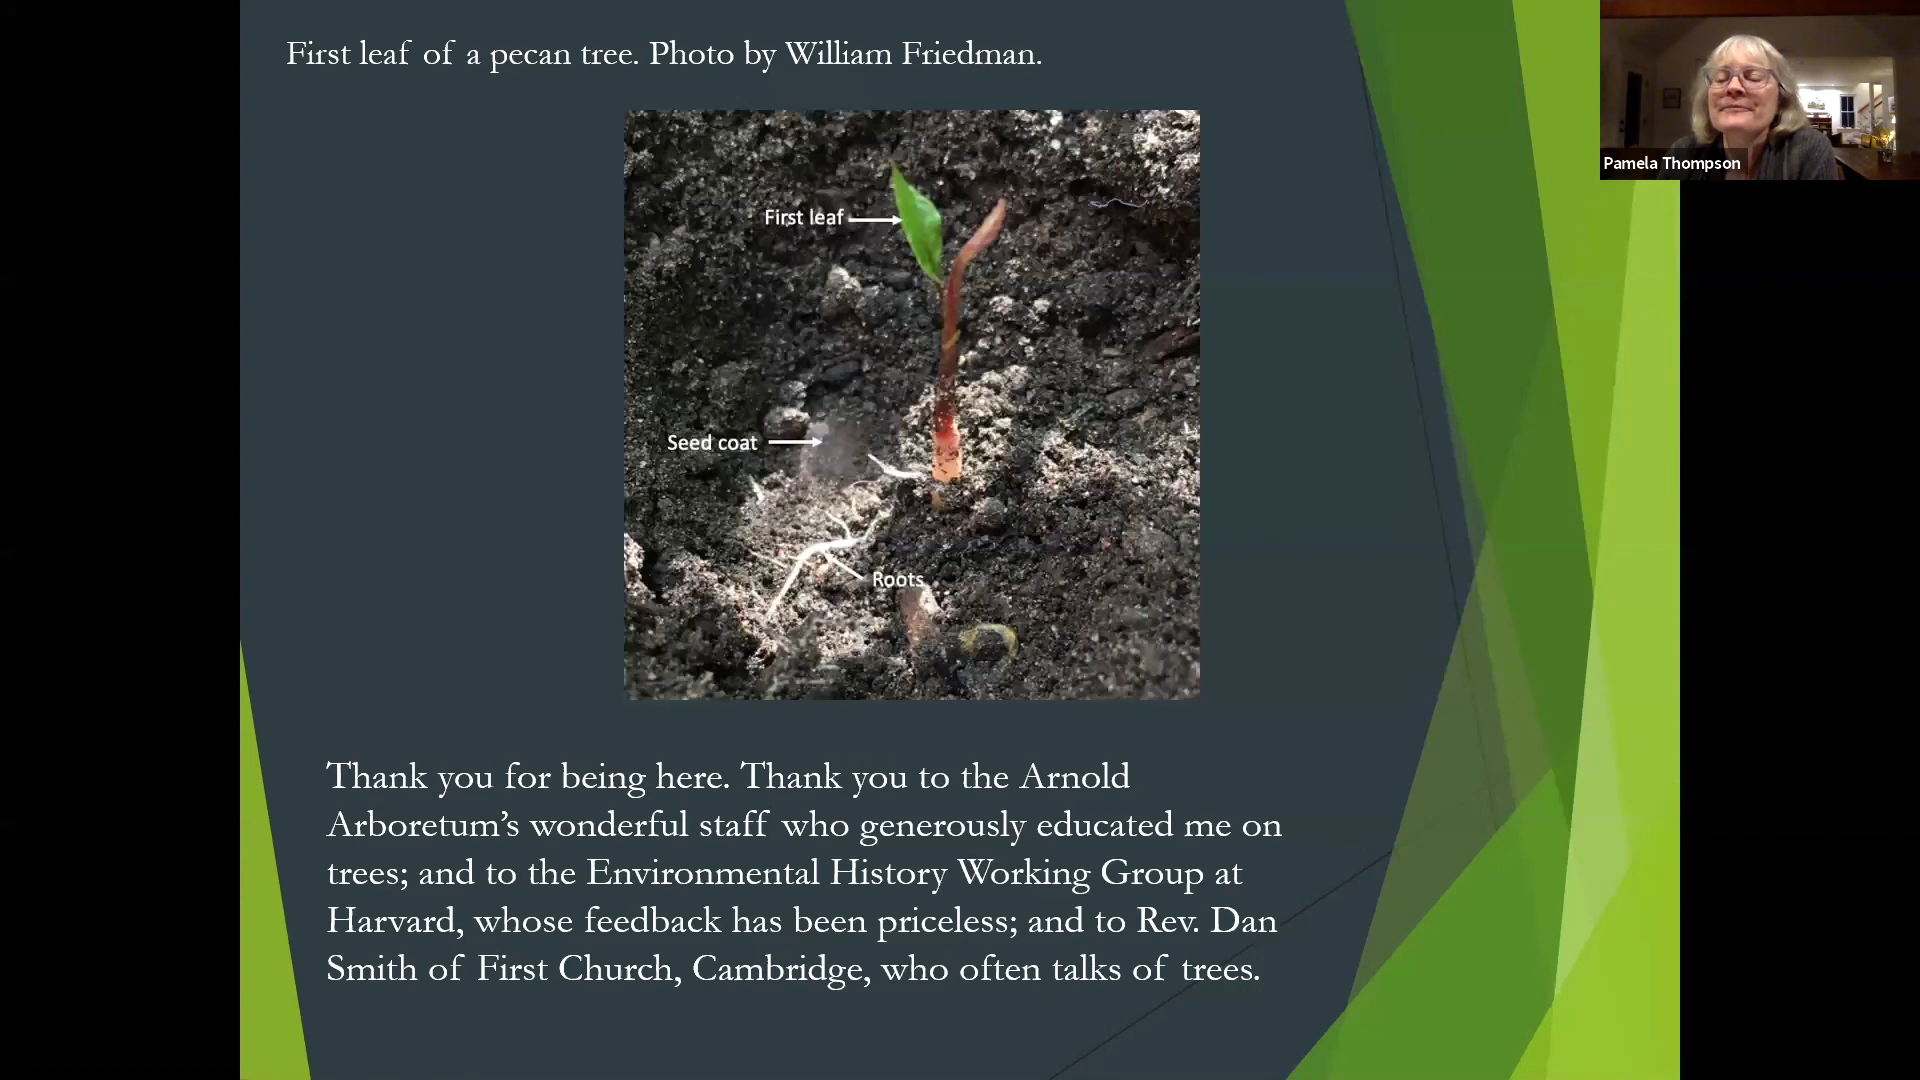 First leaf of a pecan tree. Photo by William Friedman.
Pamela Thompson
First leaf
Seed coat
Roots
Thank you for being here. Thank you to the Arnold
Arboretum’s wonderful staff who generously educated me on
trees; and to the Environmental History Working Group at
Harvard, whose feedback has been priceless; and to Rev. Dan
Smith of First Church, Cambridge, who often talks of trees.